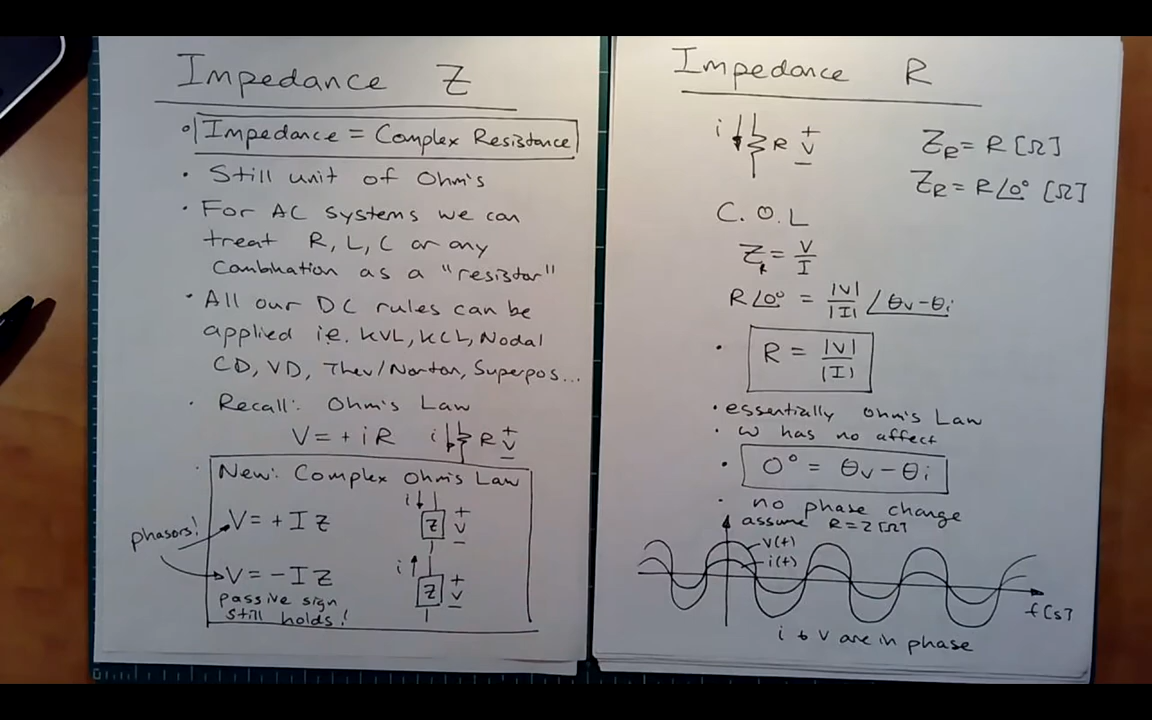 Impedance Z
Impedance = Complex Resistance
• Still unit of Ohm's
• For AC systems we can
treat R, L, C or any
Combination as a "resistor"
• All our DC rules can be
applied ie. KVL, KCL, Nodal
CD, VD, Thev/Norton, Superpos...
• Recall: Ohm's Law
V = + i R i R + V -
New: Complex Ohm's Law
phasors!
V = + I Z i Z + V -
V = - I Z i Z + V -
passive sign
still holds!
Impedance R
i R + V -
Z_R = R [Ω]
Z_R = R∠0° [Ω]
C. O. L
Z_R = V/I
R∠0° = |V|/|I| ∠θv-θi
• R = |V|/|I|
• essentially Ohm's Law
• ω has no affect
• 0° = θv - θi
• no phase change
assume R = 2 [Ω]
v(t)
i(t)
t[s]
i & v are in phase